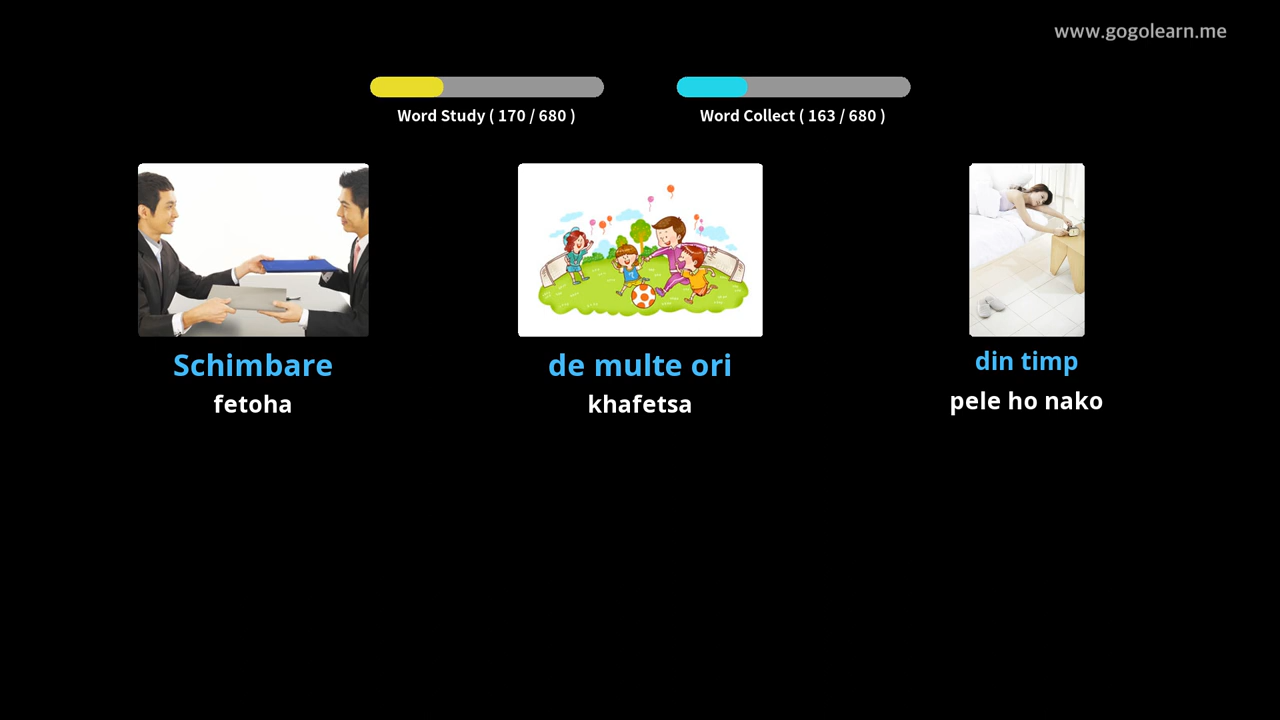 www.gogolearn.me
Word Study ( 170 / 680 )
Word Collect ( 163 / 680 )
Schimbare
fetoha
de multe ori
khafetsa
din timp
pele ho nako